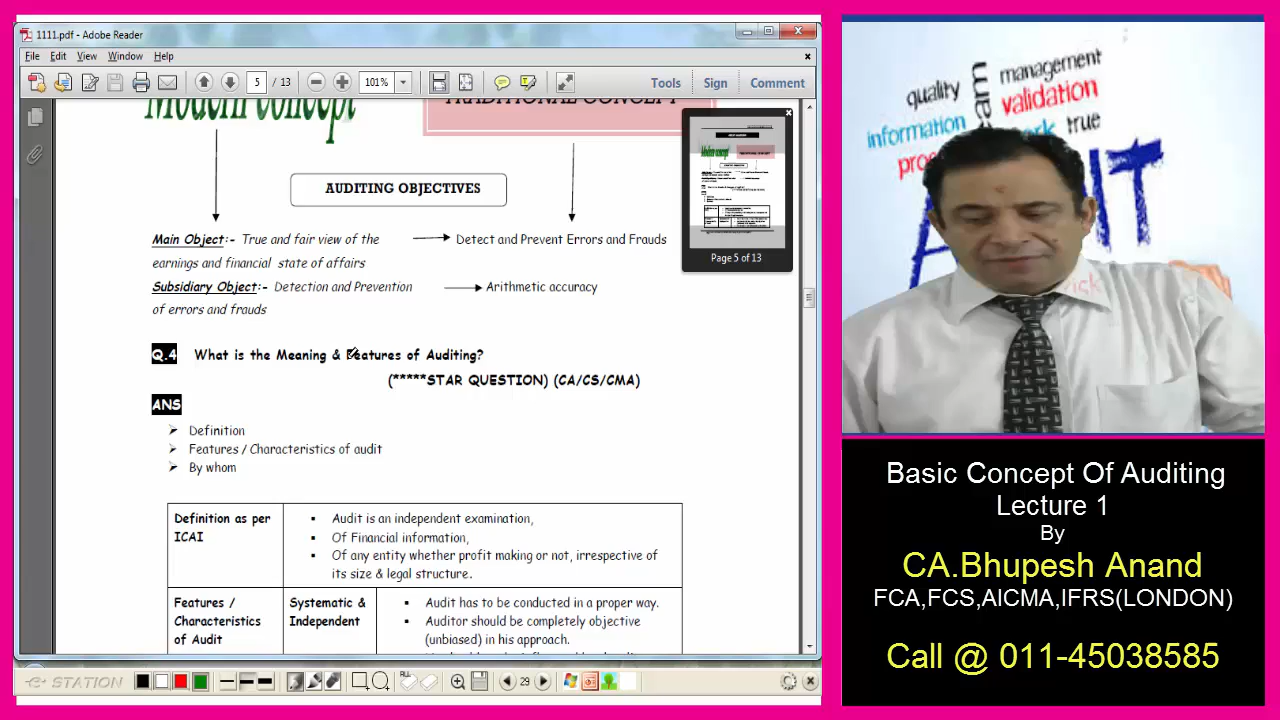 1111.pdf - Adobe Reader
File Edit View Window Help
5 / 13
101%
Tools Sign Comment
Modern concept
TRADITIONAL CONCEPT
AUDITING OBJECTIVES
Main Object:- True and fair view of the
earnings and financial state of affairs
Detect and Prevent Errors and Frauds
Subsidiary Object:- Detection and Prevention
of errors and frauds
Arithmetic accuracy
Page 5 of 13
Q.4 What is the Meaning & Features of Auditing?
(*****STAR QUESTION) (CA/CS/CMA)
ANS
Definition
Features / Characteristics of audit
By whom
Definition as per
ICAI
Audit is an independent examination,
Of Financial information,
Of any entity whether profit making or not, irrespective of
its size & legal structure.
Features /
Characteristics
of Audit
Systematic &
Independent
Audit has to be conducted in a proper way.
Auditor should be completely objective
(unbiased) in his approach.
e-STATION
29
quality
management
information
validation
true
risk
Basic Concept Of Auditing
Lecture 1
By
CA.Bhupesh Anand
FCA,FCS,AICMA,IFRS(LONDON)
Call @ 011-45038585